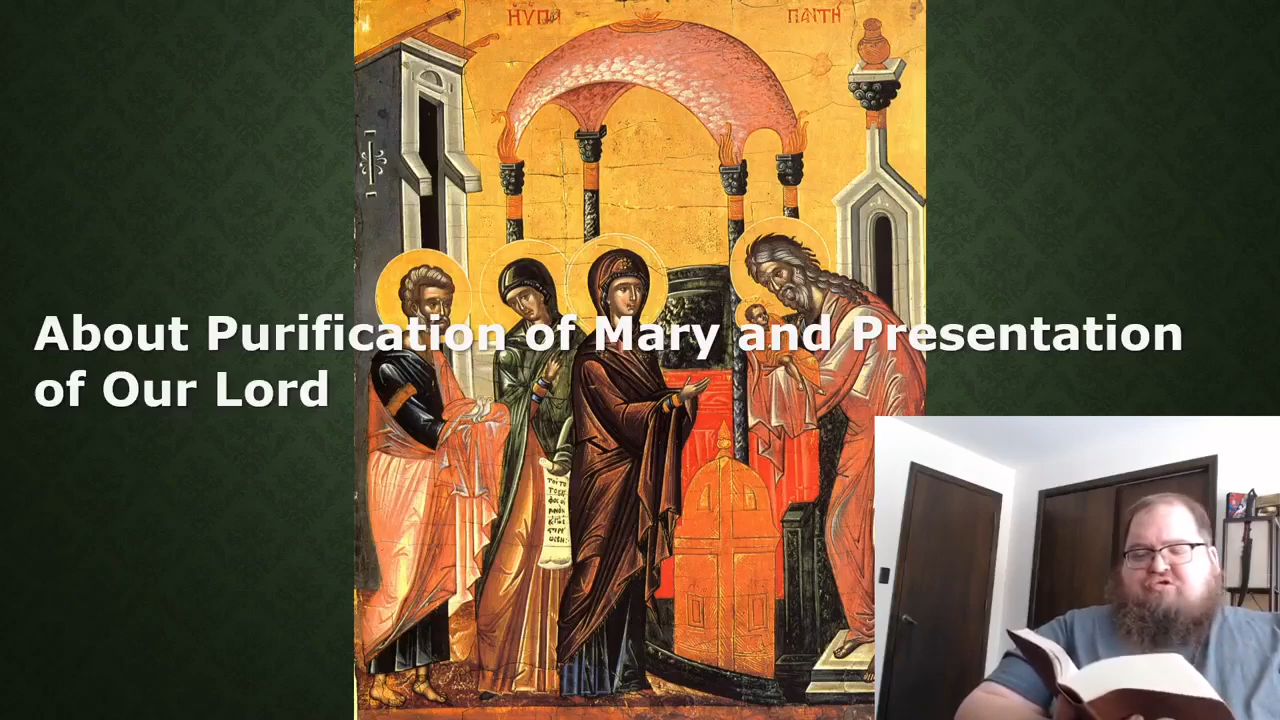 ΗΥΠΑ ΠΑΝΤΗ
About Purification of Mary and Presentation
of Our Lord